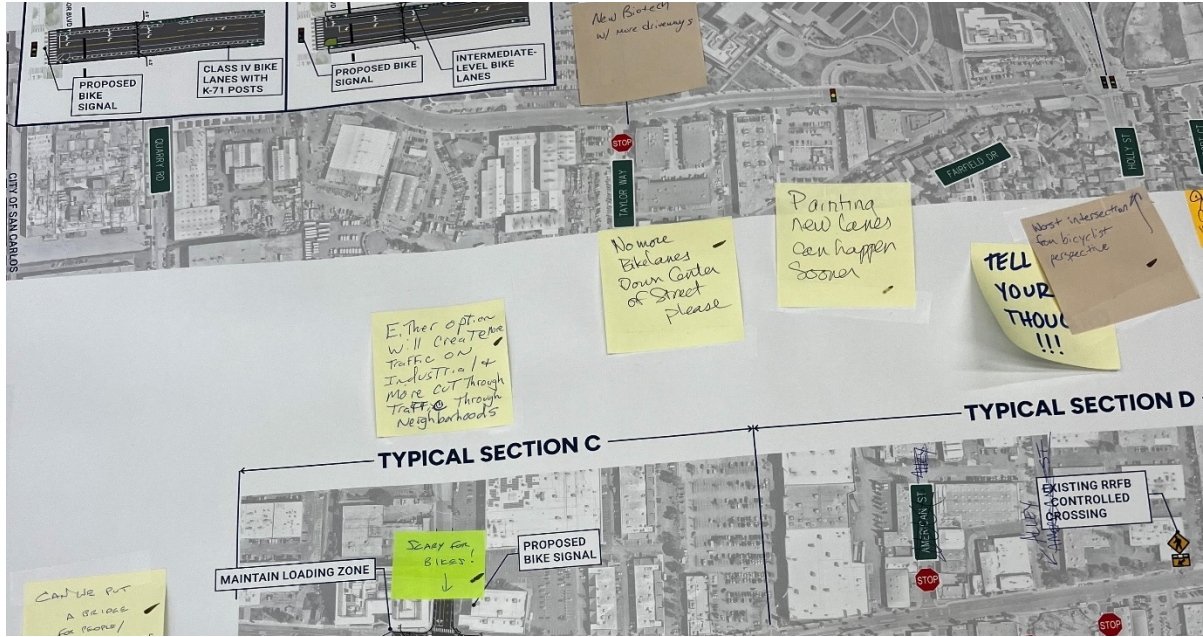 PROPOSED
BIKE
SIGNAL
CLASS IV BIKE
LANES WITH
K-71 POSTS
PROPOSED BIKE
SIGNAL
INTERMEDIATE-
LEVEL BIKE
LANES
New Biotech
w/ more driveways
CITY OF SAN CARLOS
QUARRY RD
STOP
TAYLOR WAY
FAIRFIELD DR
HOLLY ST
No more
Bikelanes
Down Center
of Street
please
Painting
new lanes
can happen
sooner
TELL
YOUR
!!!
Worst intersection
from bicyclist
perspective
Either option
will create more
Traffic on
Industrial &
More cut Through
Traffic Through
Neighborhoods
TYPICAL SECTION C
TYPICAL SECTION D
SCARY FOR
BIKES!
PROPOSED
BIKE SIGNAL
MAINTAIN LOADING ZONE
AMERICAN ST
STOP
ALLEY
EXISTING RRFB
CONTROLLED
CROSSING
STOP
CAN WE PUT
A BRIDGE
FOR PEOPLE/